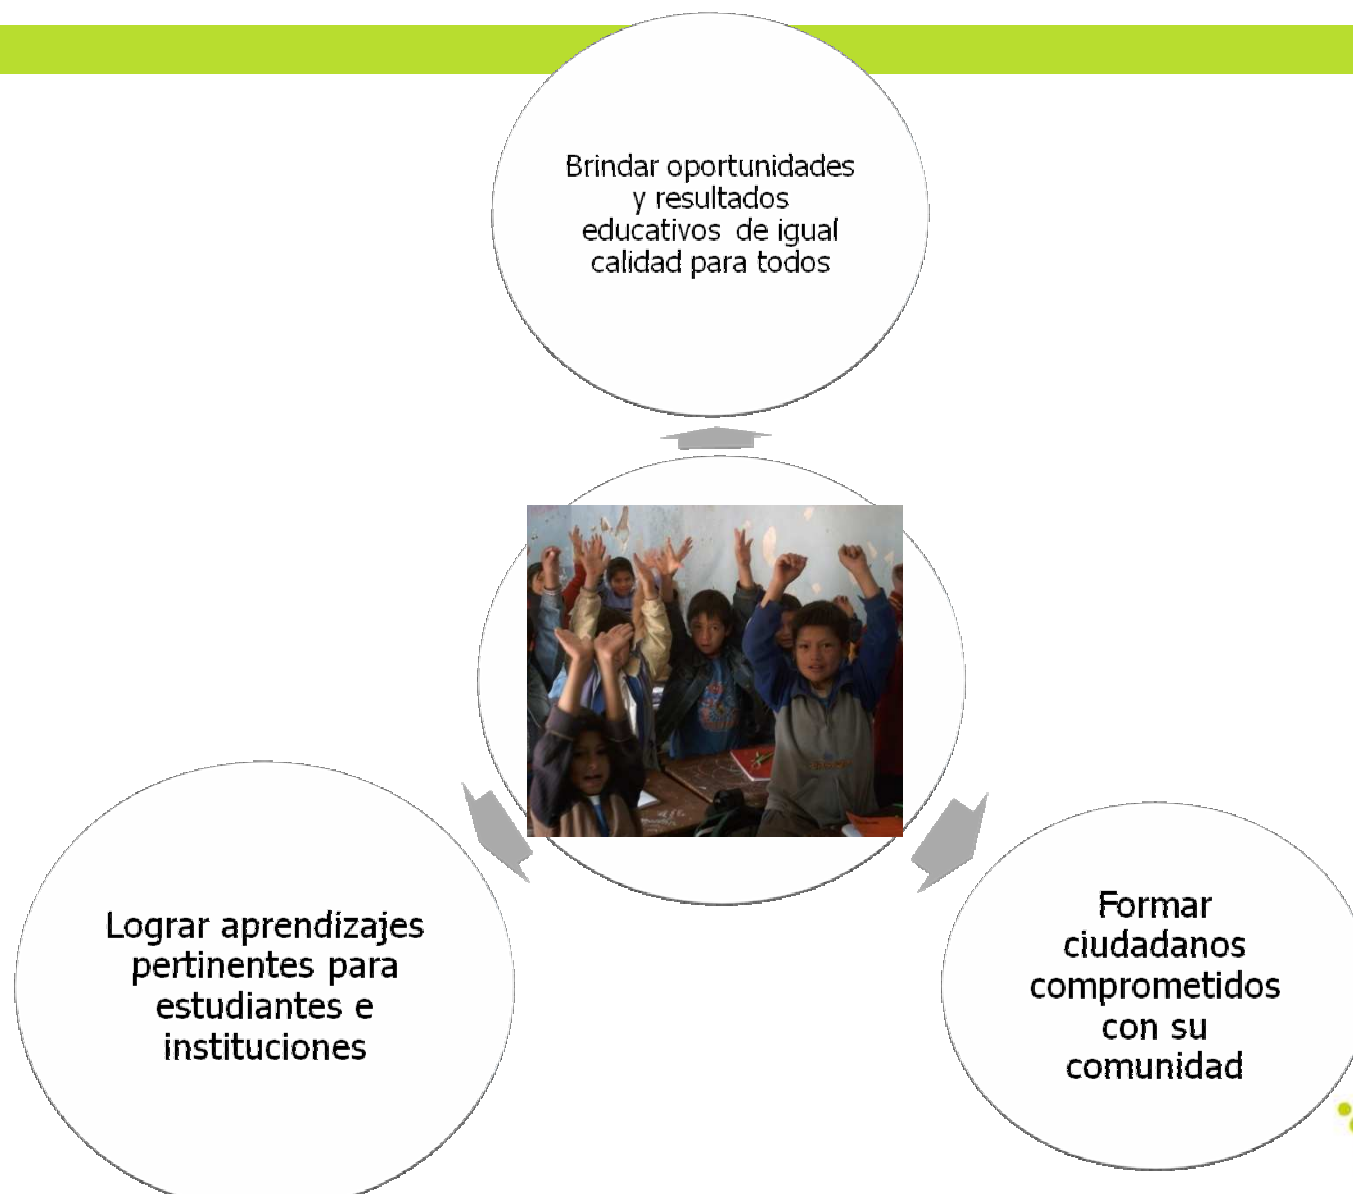 Brindar oportunidades
y resultados
educativos de igual
calidad para todos
Lograr aprendizajes
pertinentes para
estudiantes e
instituciones
Formar
ciudadanos
comprometidos
con su
comunidad